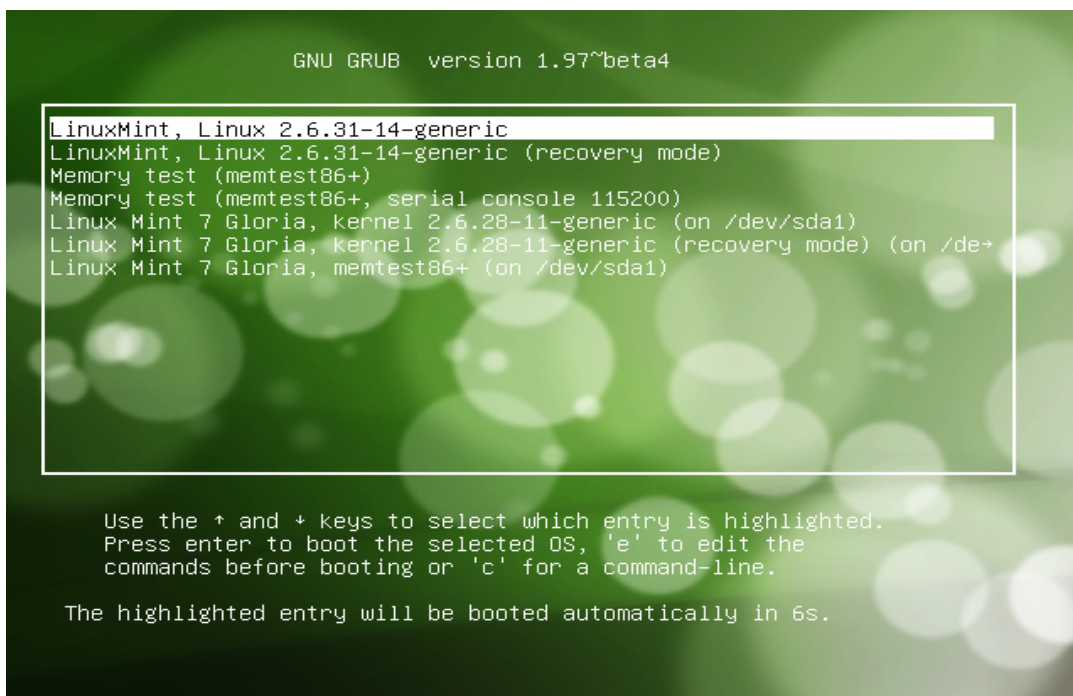 GNU GRUB  version 1.97~beta4
LinuxMint, Linux 2.6.31-14-generic
LinuxMint, Linux 2.6.31-14-generic (recovery mode)
Memory test (memtest86+)
Memory test (memtest86+, serial console 115200)
Linux Mint 7 Gloria, kernel 2.6.28-11-generic (on /dev/sda1)
Linux Mint 7 Gloria, kernel 2.6.28-11-generic (recovery mode) (on /de→
Linux Mint 7 Gloria, memtest86+ (on /dev/sda1)
Use the ↑ and ↓ keys to select which entry is highlighted.
Press enter to boot the selected OS, 'e' to edit the
commands before booting or 'c' for a command-line.
The highlighted entry will be booted automatically in 6s.